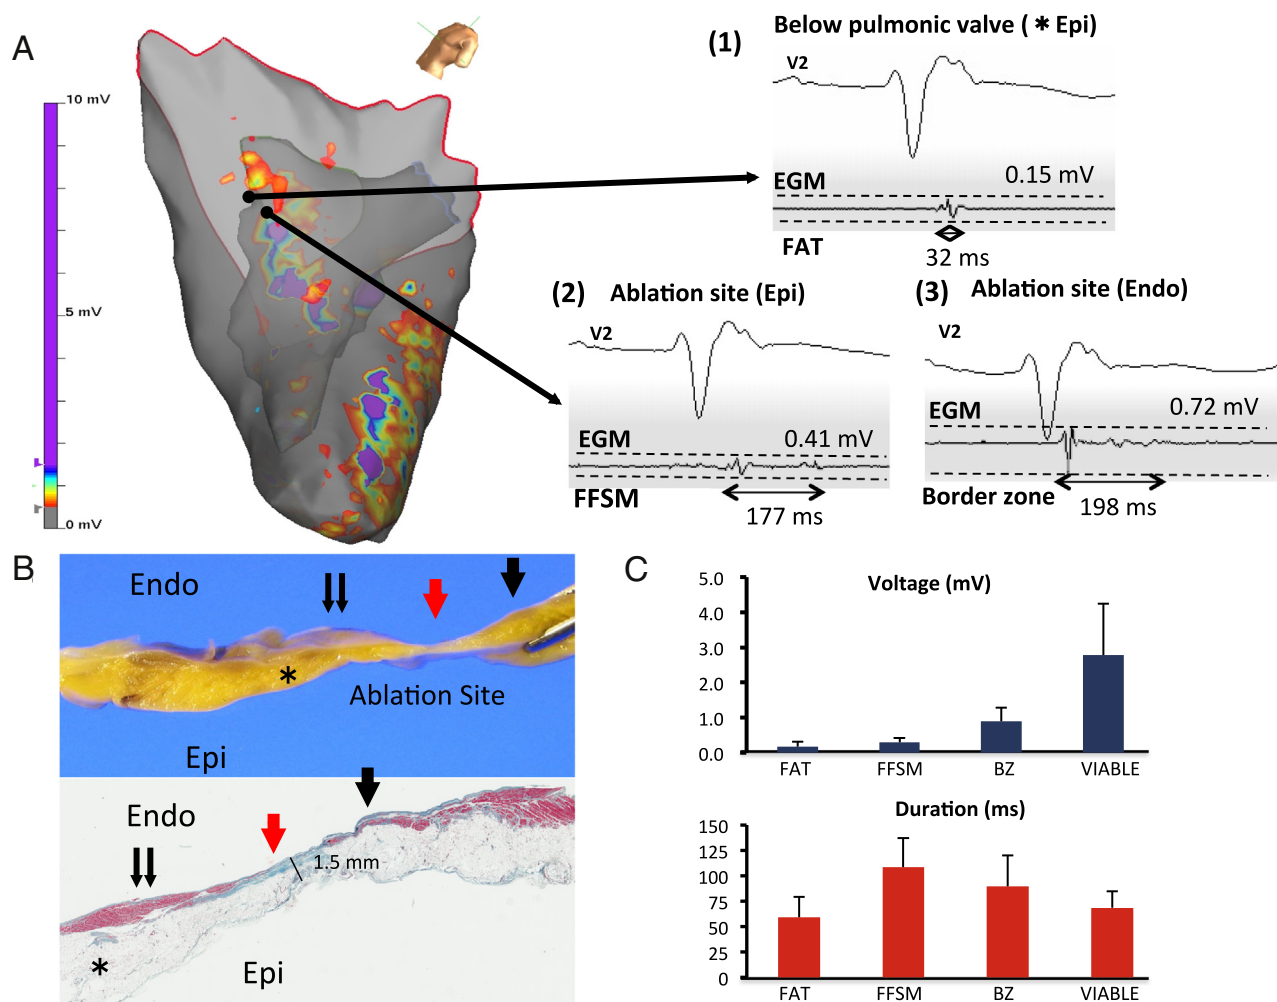 A
10 mV
5 mV
0 mV
(1)
Below pulmonic valve ( * Epi)
V2
EGM
0.15 mV
FAT
32 ms
(2) Ablation site (Epi)
V2
EGM
0.41 mV
FFSM
177 ms
(3) Ablation site (Endo)
V2
EGM
0.72 mV
Border zone
198 ms
B
Endo
*
Ablation Site
Epi
Endo
1.5 mm
*
Epi
C
Voltage (mV)
5.0
4.0
3.0
2.0
1.0
0.0
FAT FFSM BZ VIABLE
Duration (ms)
150
125
100
75
50
25
0
FAT FFSM BZ VIABLE